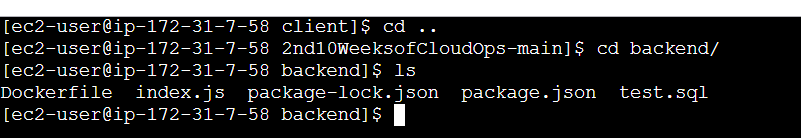 [ec2-user@ip-172-31-7-58 client]$ cd ..
[ec2-user@ip-172-31-7-58 2nd10WeeksofCloudOps-main]$ cd backend/
[ec2-user@ip-172-31-7-58 backend]$ ls
Dockerfile  index.js  package-lock.json  package.json  test.sql
[ec2-user@ip-172-31-7-58 backend]$